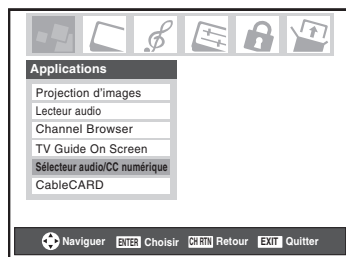 Applications
Projection d'images
Lecteur audio
Channel Browser
TV Guide On Screen
Sélecteur audio/CC numérique
CableCARD
Naviguer ENTER Choisir CH RTN Retour EXIT Quitter